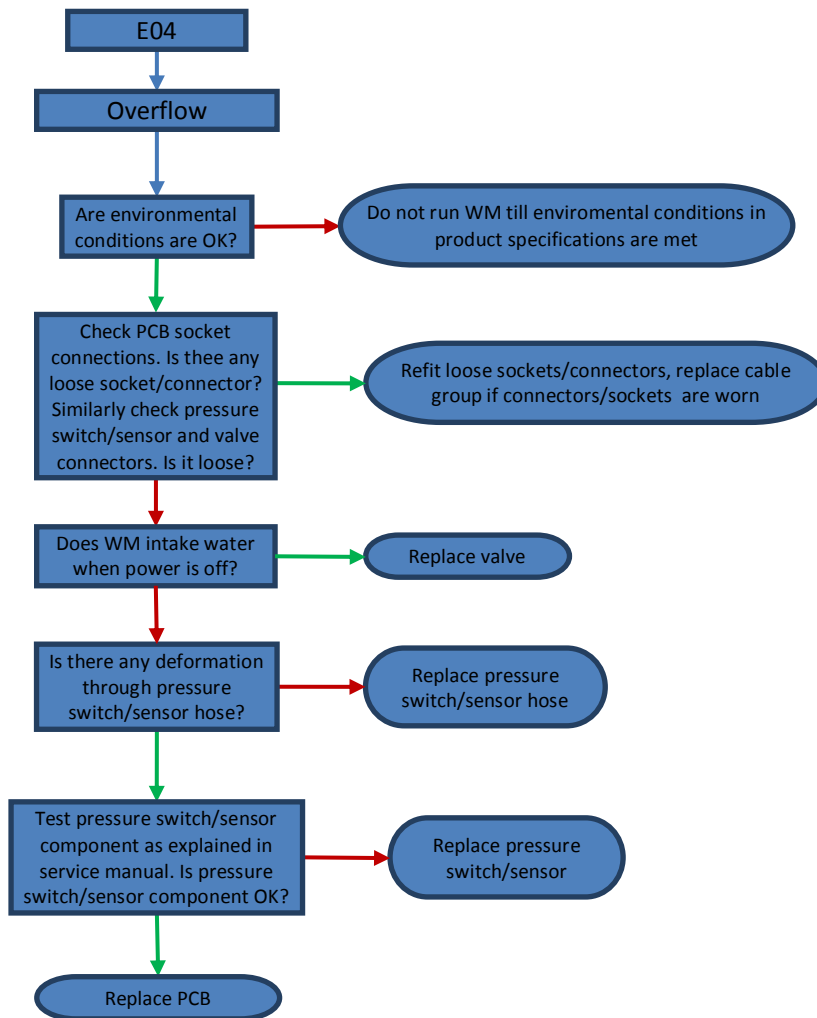 E04
Overflow
Are environmental
conditions are OK?
Do not run WM till enviromental conditions in
product specifications are met
Check PCB socket
connections. Is thee any
loose socket/connector?
Similarly check pressure
switch/sensor and valve
connectors. Is it loose?
Refit loose sockets/connectors, replace cable
group if connectors/sockets are worn
Does WM intake water
when power is off?
Replace valve
Is there any deformation
through pressure
switch/sensor hose?
Replace pressure
switch/sensor hose
Test pressure switch/sensor
component as explained in
service manual. Is pressure
switch/sensor component OK?
Replace pressure
switch/sensor
Replace PCB